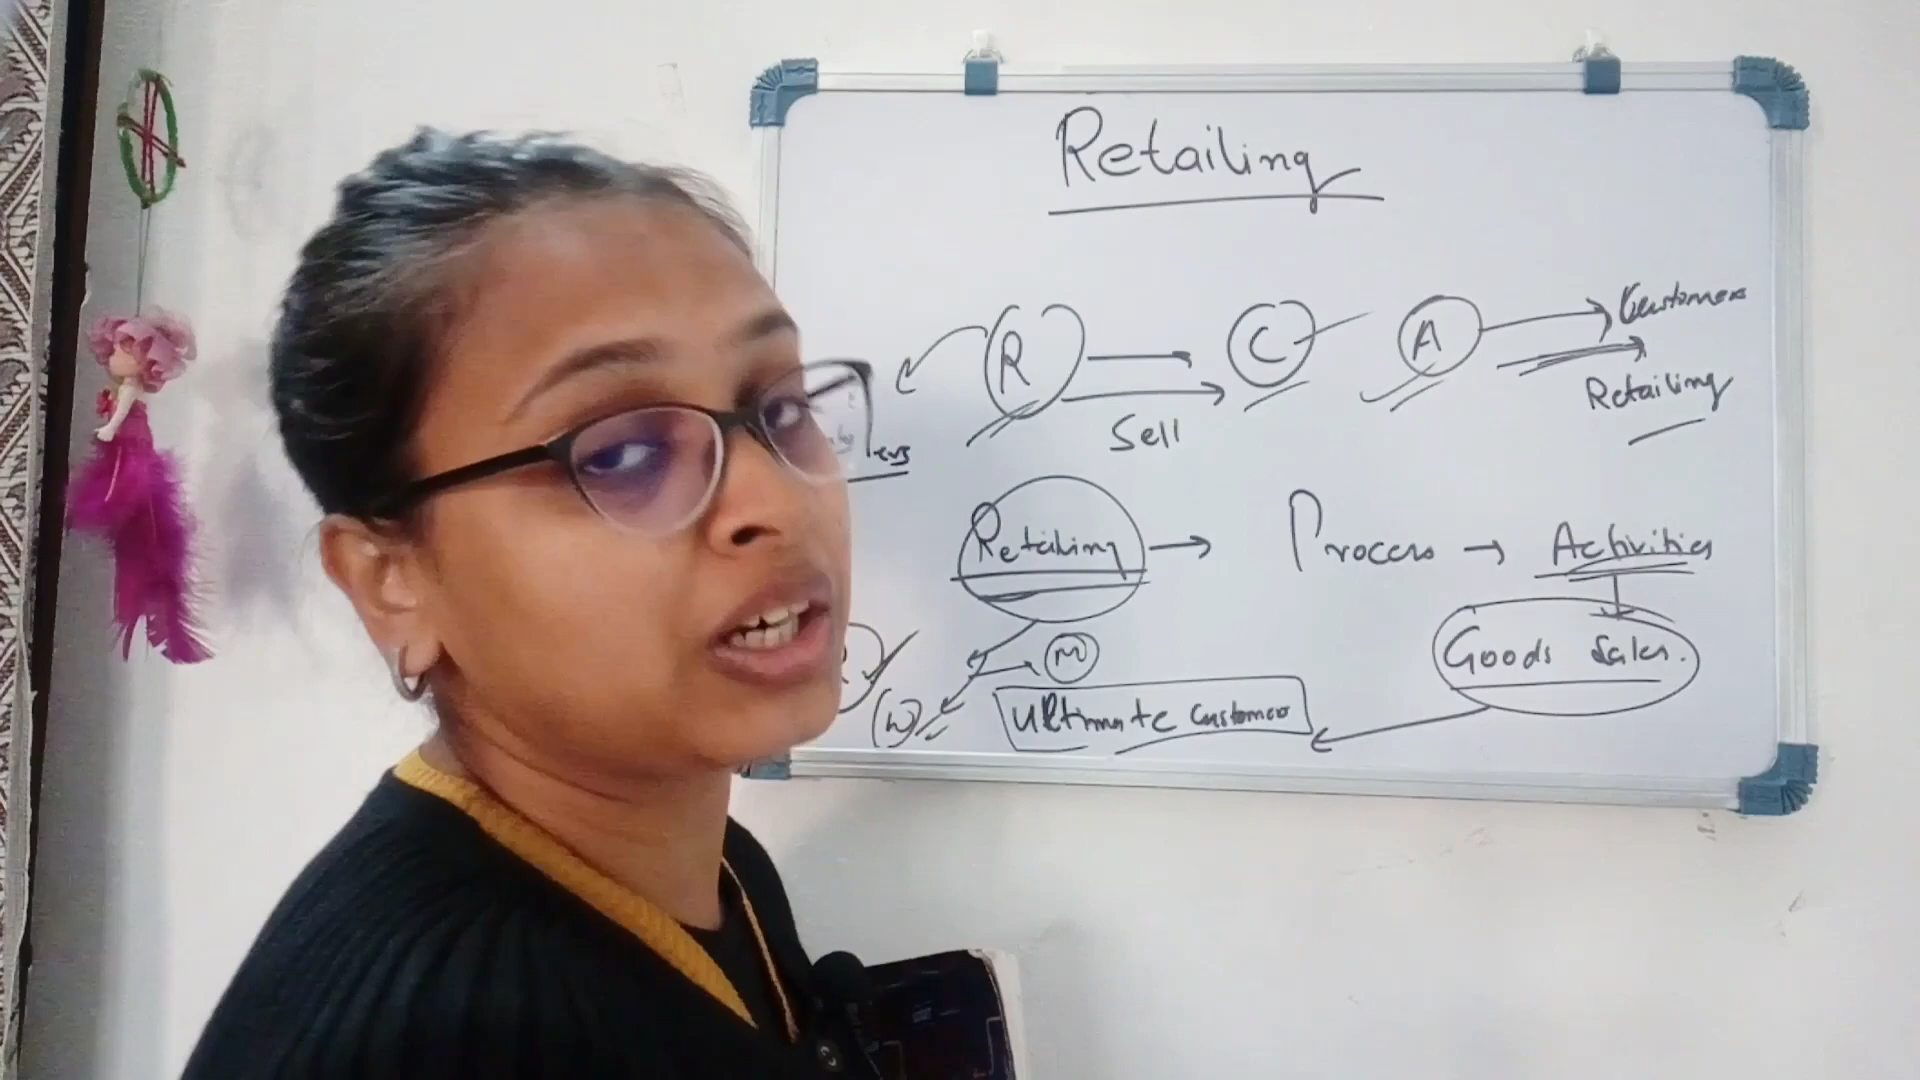 Retailing
R C A Customers
Sell Retailing
Retailing Process Activities
M Goods Sales.
W Ultimate Customer